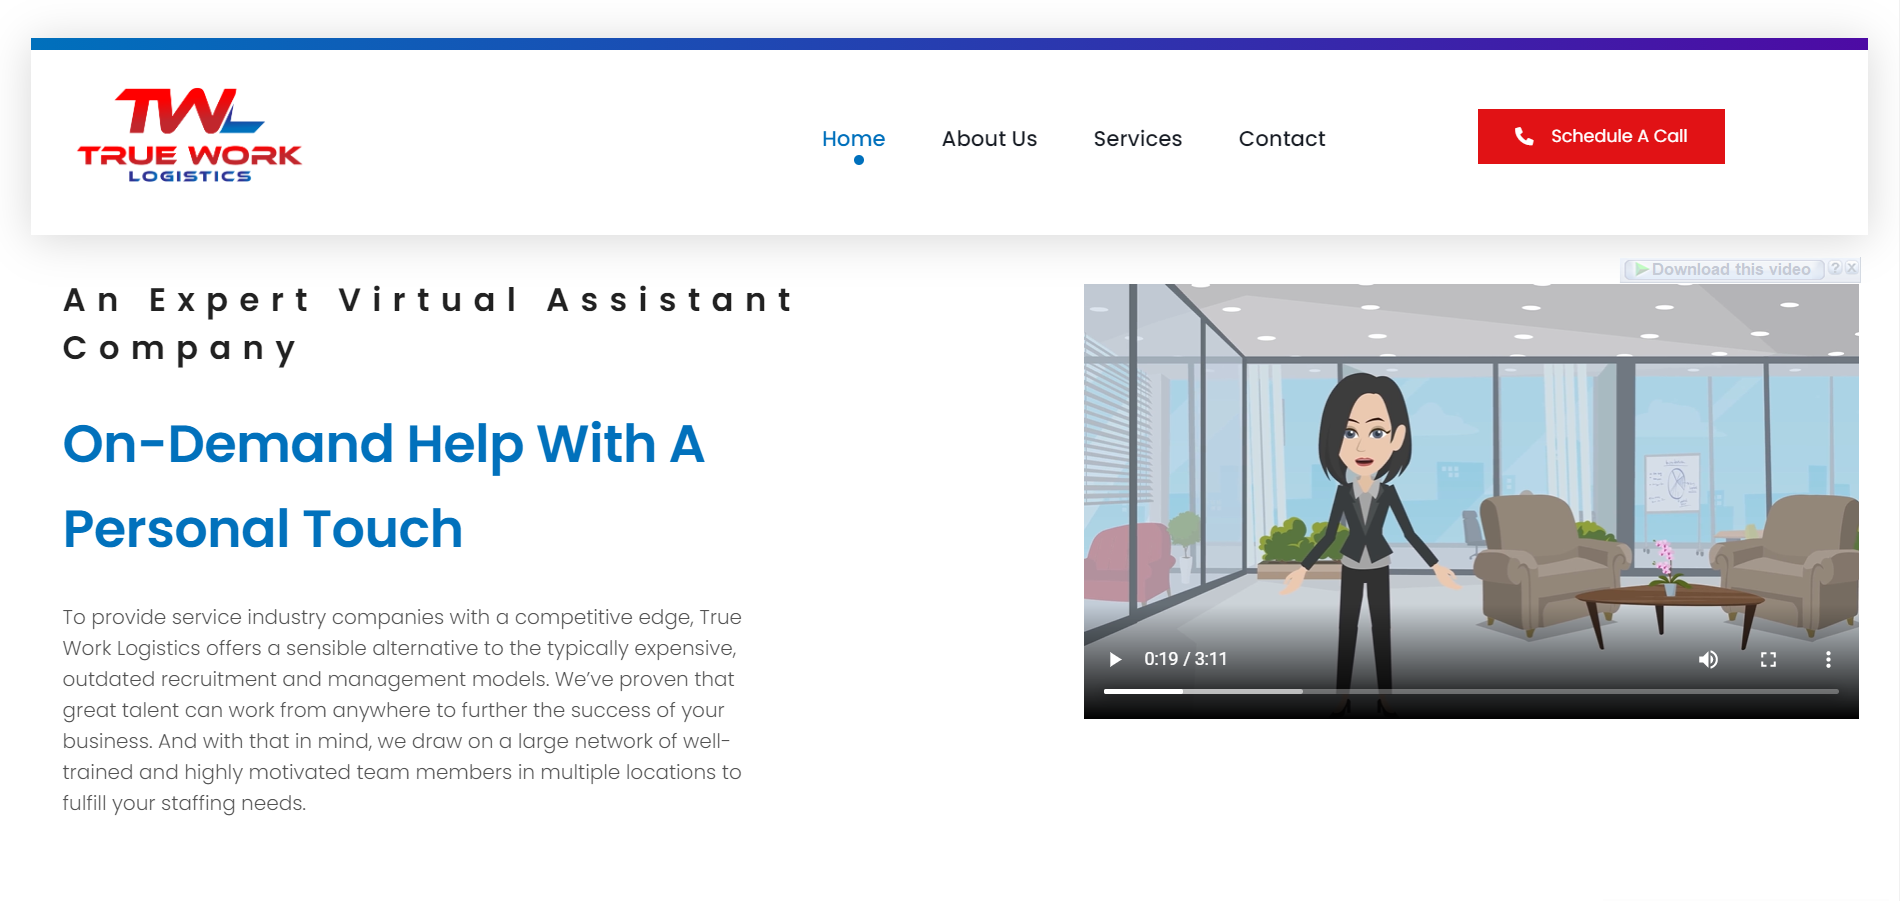 TWL
TRUE WORK
LOGISTICS
Home
About Us
Services
Contact
Schedule A Call
Download this video
?
x
An Expert Virtual Assistant
Company
On-Demand Help With A
Personal Touch
To provide service industry companies with a competitive edge, True
Work Logistics offers a sensible alternative to the typically expensive,
outdated recruitment and management models. We’ve proven that
great talent can work from anywhere to further the success of your
business. And with that in mind, we draw on a large network of well-
trained and highly motivated team members in multiple locations to
fulfill your staffing needs.
0:19 / 3:11